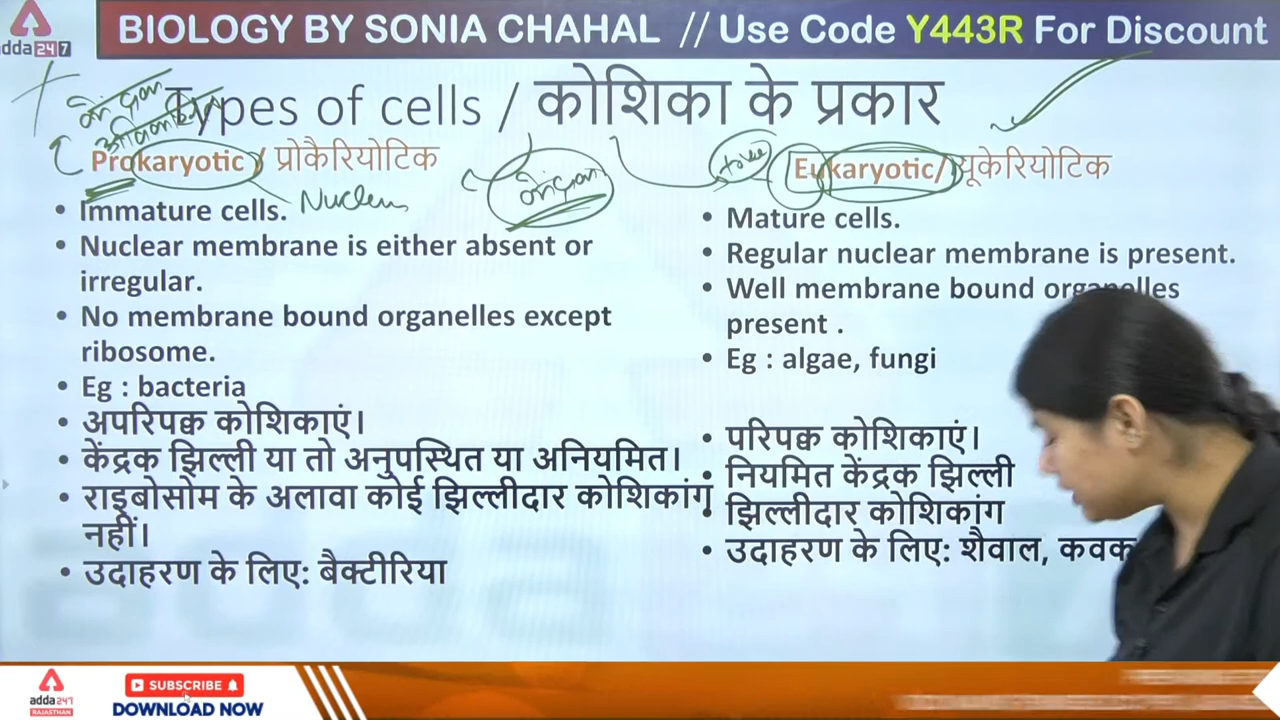 BIOLOGY BY SONIA CHAHAL // Use Code Y443R For Discount
adda247
Types of cells / कोशिका के प्रकार
Prokaryotic / प्रोकैरियोटिक
Nucleus
• Immature cells.
• Nuclear membrane is either absent or
irregular.
• No membrane bound organelles except
ribosome.
• Eg : bacteria
• अपरिपक्व कोशिकाएं।
• केंद्रक झिल्ली या तो अनुपस्थित या अनियमित।
• राइबोसोम के अलावा कोई झिल्लीदार कोशिकांग
नहीं।
• उदाहरण के लिए: बैक्टीरिया
true
Eukaryotic/ यूकेरियोटिक
• Mature cells.
• Regular nuclear membrane is present.
• Well membrane bound organelles
present .
• Eg : algae, fungi
• परिपक्व कोशिकाएं।
• नियमित केंद्रक झिल्ली
• झिल्लीदार कोशिकांग
• उदाहरण के लिए: शैवाल, कवक
adda247
RAJASTHAN
SUBSCRIBE
DOWNLOAD NOW